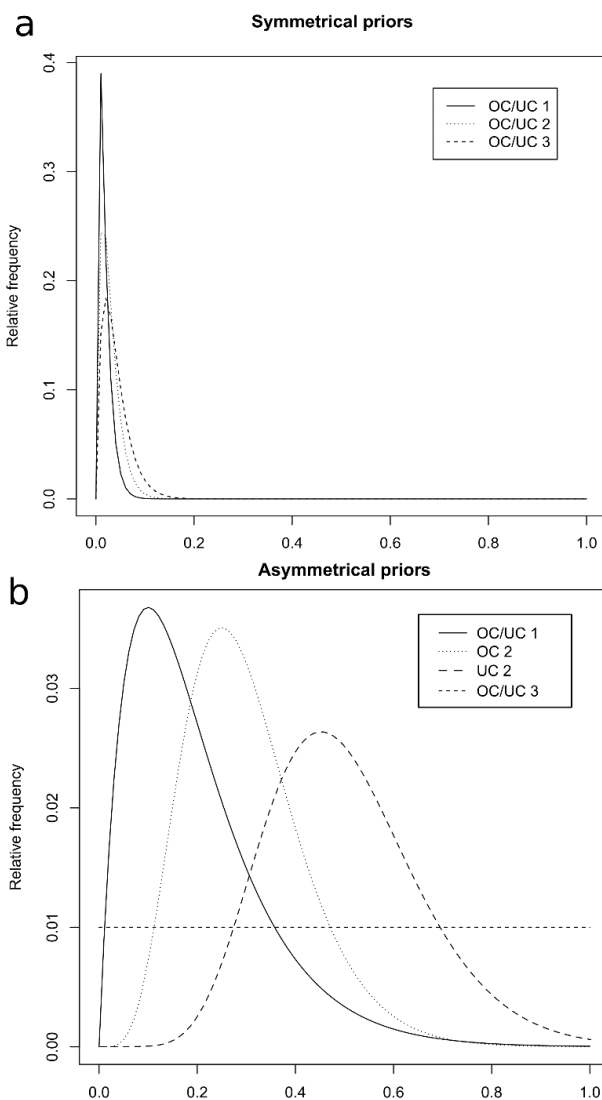 a
Symmetrical priors
Relative frequency
0.4
0.3
0.2
0.1
0.0
OC/UC 1
OC/UC 2
OC/UC 3
0.0 0.2 0.4 0.6 0.8 1.0
b
Asymmetrical priors
Relative frequency
0.03
0.02
0.01
0.00
OC/UC 1
OC 2
UC 2
OC/UC 3
0.0 0.2 0.4 0.6 0.8 1.0